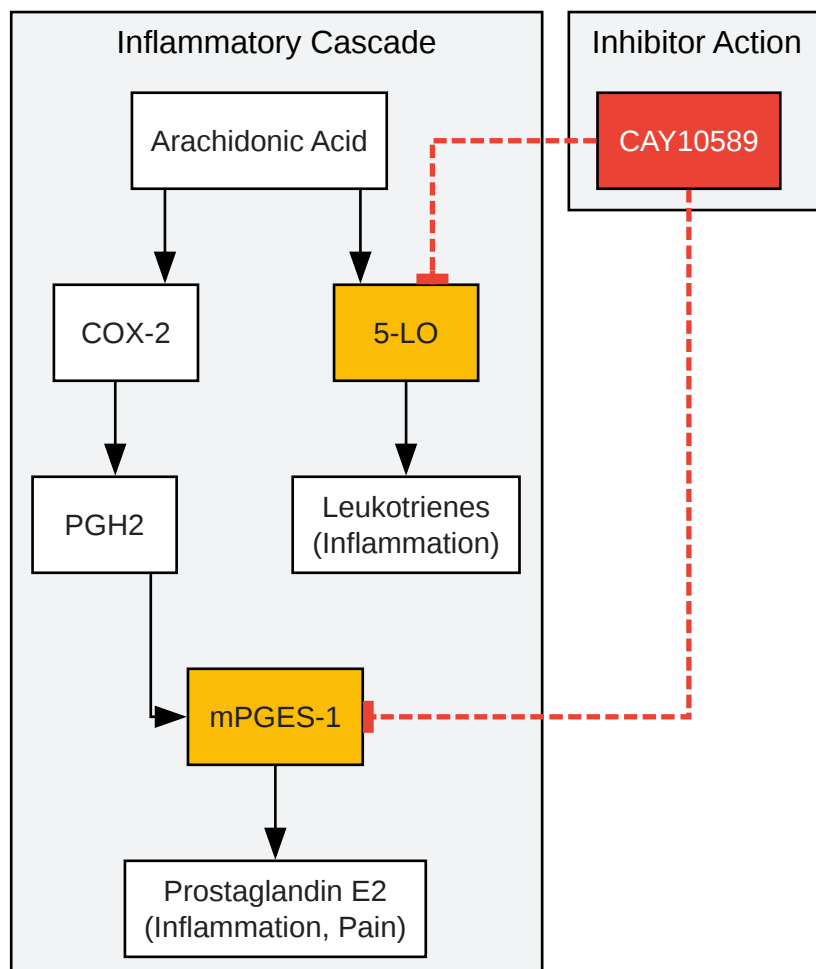 Inflammatory Cascade
Inhibitor Action
Arachidonic Acid
CAY10589
COX-2
5-LO
PGH2
Leukotrienes
(Inflammation)
mPGES-1
Prostaglandin E2
(Inflammation, Pain)